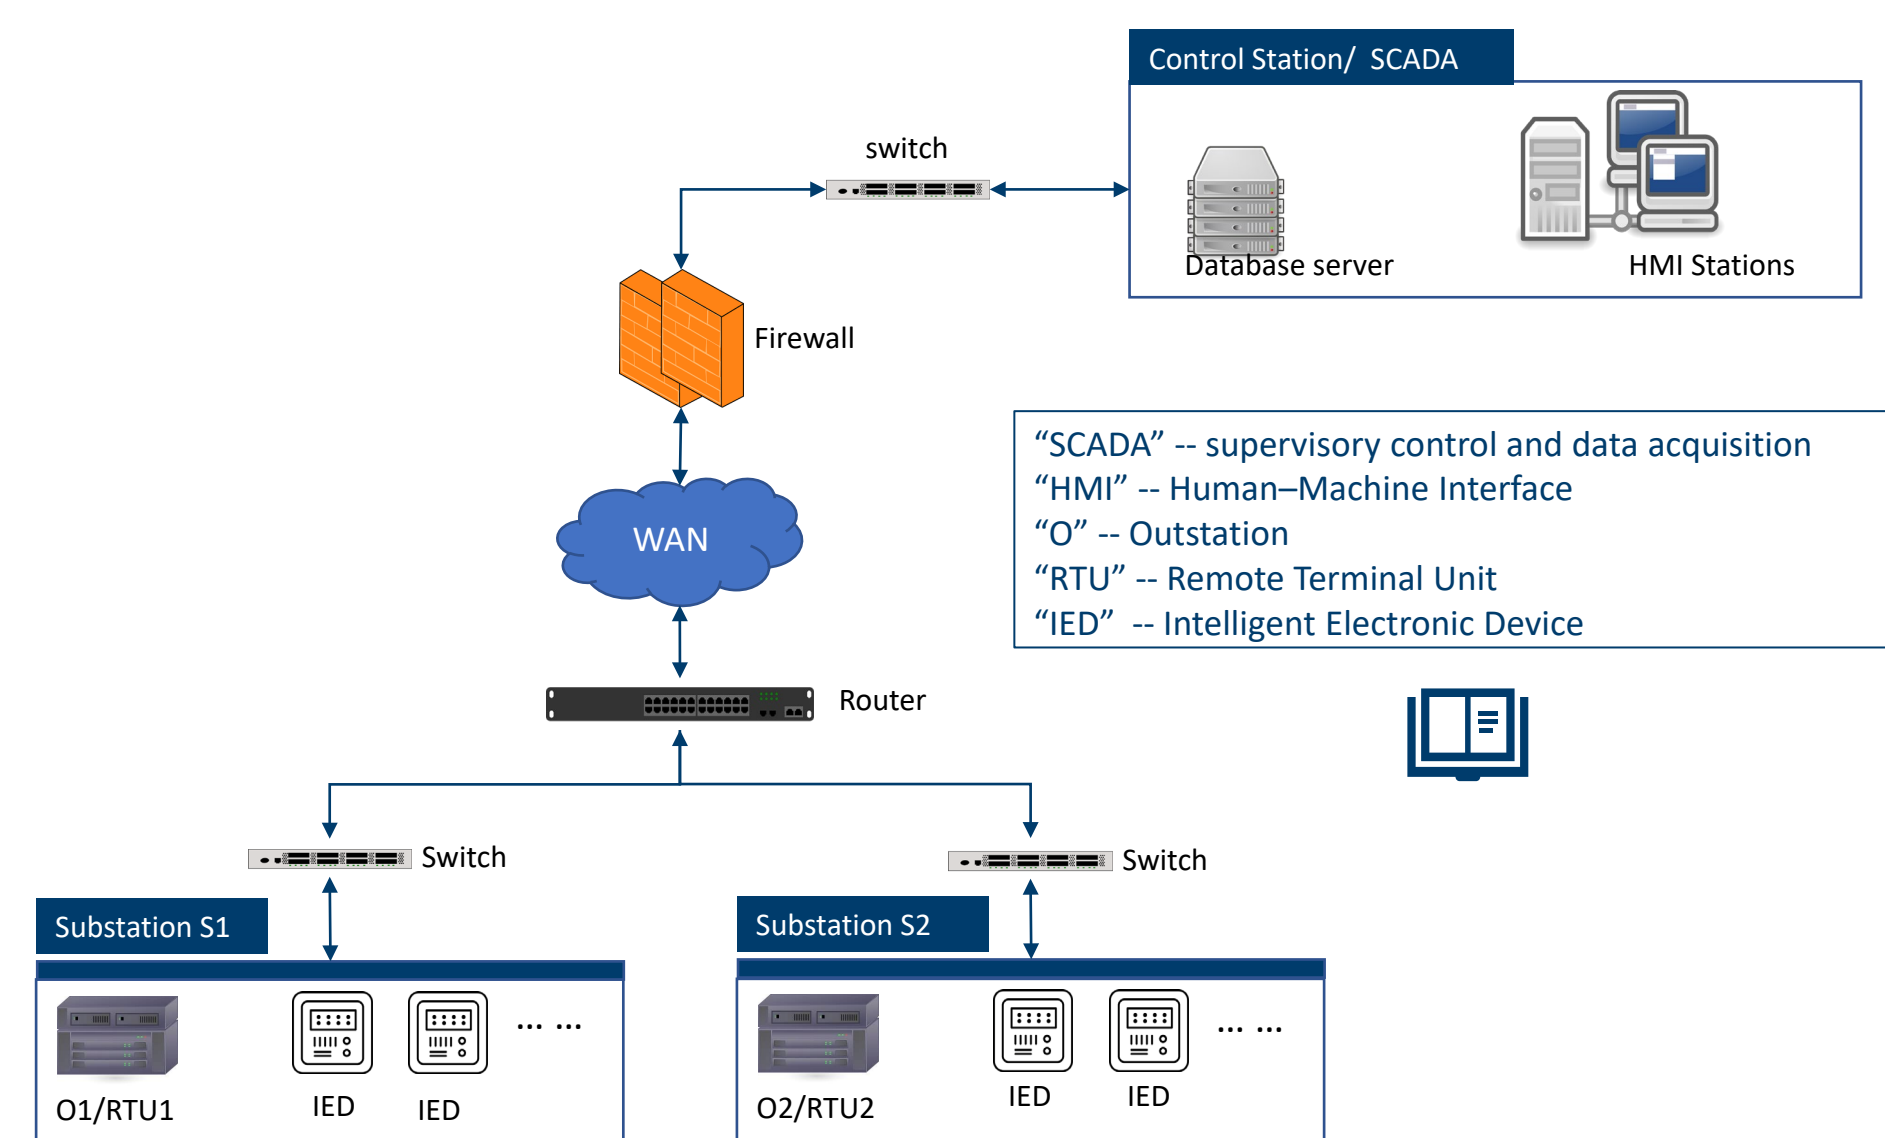 Control Station/ SCADA
switch
Database server
HMI Stations
Firewall
“SCADA” -- supervisory control and data acquisition
“HMI” -- Human–Machine Interface
“O” -- Outstation
“RTU” -- Remote Terminal Unit
“IED” -- Intelligent Electronic Device
WAN
Router
Switch
Switch
Substation S1
Substation S2
... ...
... ...
O1/RTU1
IED
IED
O2/RTU2
IED
IED